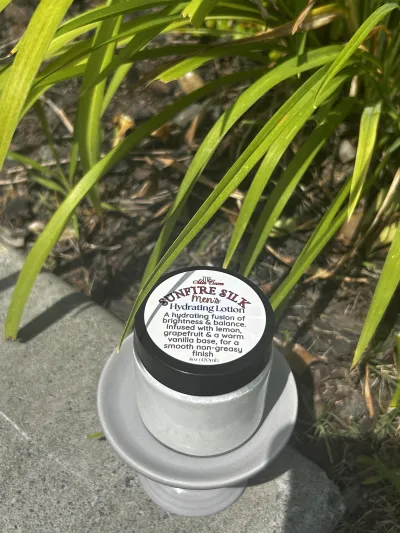 SUNFIRE SILK
Men's
Hydrating Lotion
A hydrating fusion of
brightness & balance.
Infused with lemon,
grapefruit & a warm
vanilla base, for a
smooth non-greasy
finish